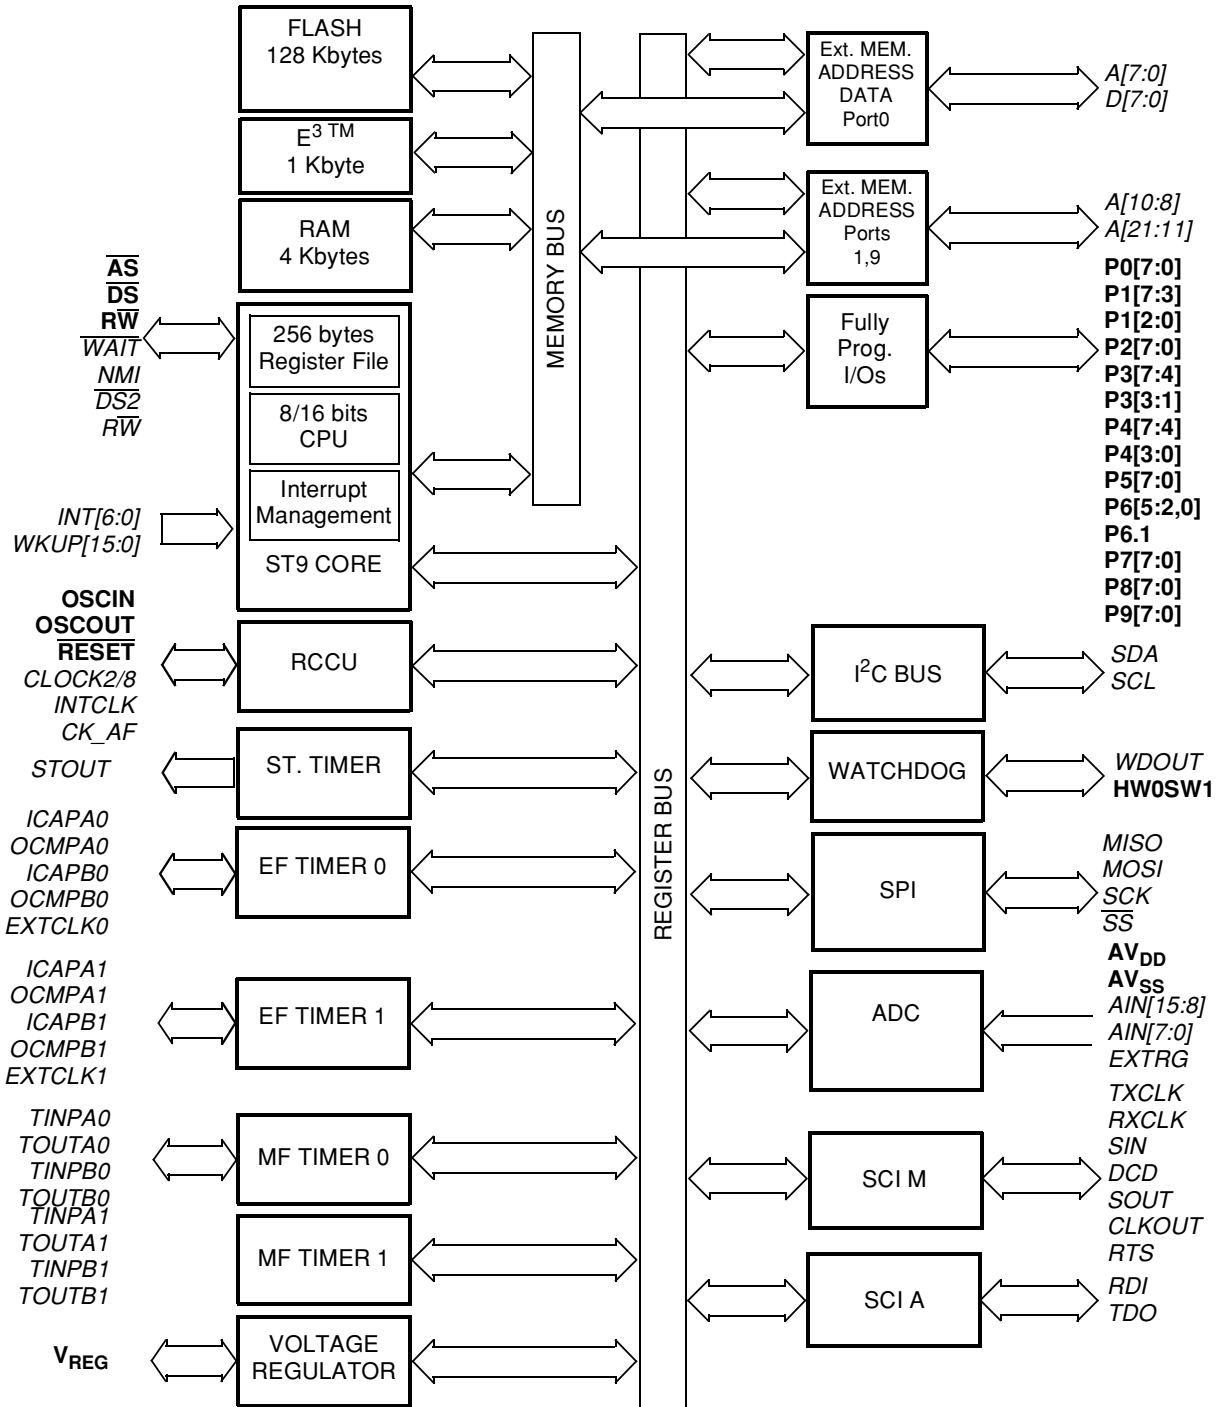 FLASH
128 Kbytes
E³ ™
1 Kbyte
RAM
4 Kbytes
A̅S̅
D̅S̅
RW̅
W̅A̅I̅T̅
NMI
D̅S̅2̅
RW̅
256 bytes
Register File
8/16 bits
CPU
Interrupt
Management
ST9 CORE
INT[6:0]
WKUP[15:0]
OSCIN
OSCOUT
R̅E̅S̅E̅T̅
CLOCK2/8
INTCLK
CK_AF
RCCU
STOUT
ST. TIMER
ICAPA0
OCMPA0
ICAPB0
OCMPB0
EXTCLK0
EF TIMER 0
ICAPA1
OCMPA1
ICAPB1
OCMPB1
EXTCLK1
EF TIMER 1
TINPA0
TOUTA0
TINPB0
TOUTB0
MF TIMER 0
TINPA1
TOUTA1
TINPB1
TOUTB1
MF TIMER 1
VREG
VOLTAGE
REGULATOR
MEMORY BUS
REGISTER BUS
Ext. MEM.
ADDRESS
DATA
Port0
A[7:0]
D[7:0]
Ext. MEM.
ADDRESS
Ports
1,9
A[10:8]
A[21:11]
Fully
Prog.
I/Os
P0[7:0]
P1[7:3]
P1[2:0]
P2[7:0]
P3[7:4]
P3[3:1]
P4[7:4]
P4[3:0]
P5[7:0]
P6[5:2,0]
P6.1
P7[7:0]
P8[7:0]
P9[7:0]
I²C BUS
SDA
SCL
WATCHDOG
WDOUT
HW0SW1
SPI
MISO
MOSI
SCK
S̅S̅
ADC
AVDD
AVSS
AIN[15:8]
AIN[7:0]
EXTRG
SCI M
TXCLK
RXCLK
SIN
DCD
SOUT
CLKOUT
RTS
SCI A
RDI
TDO